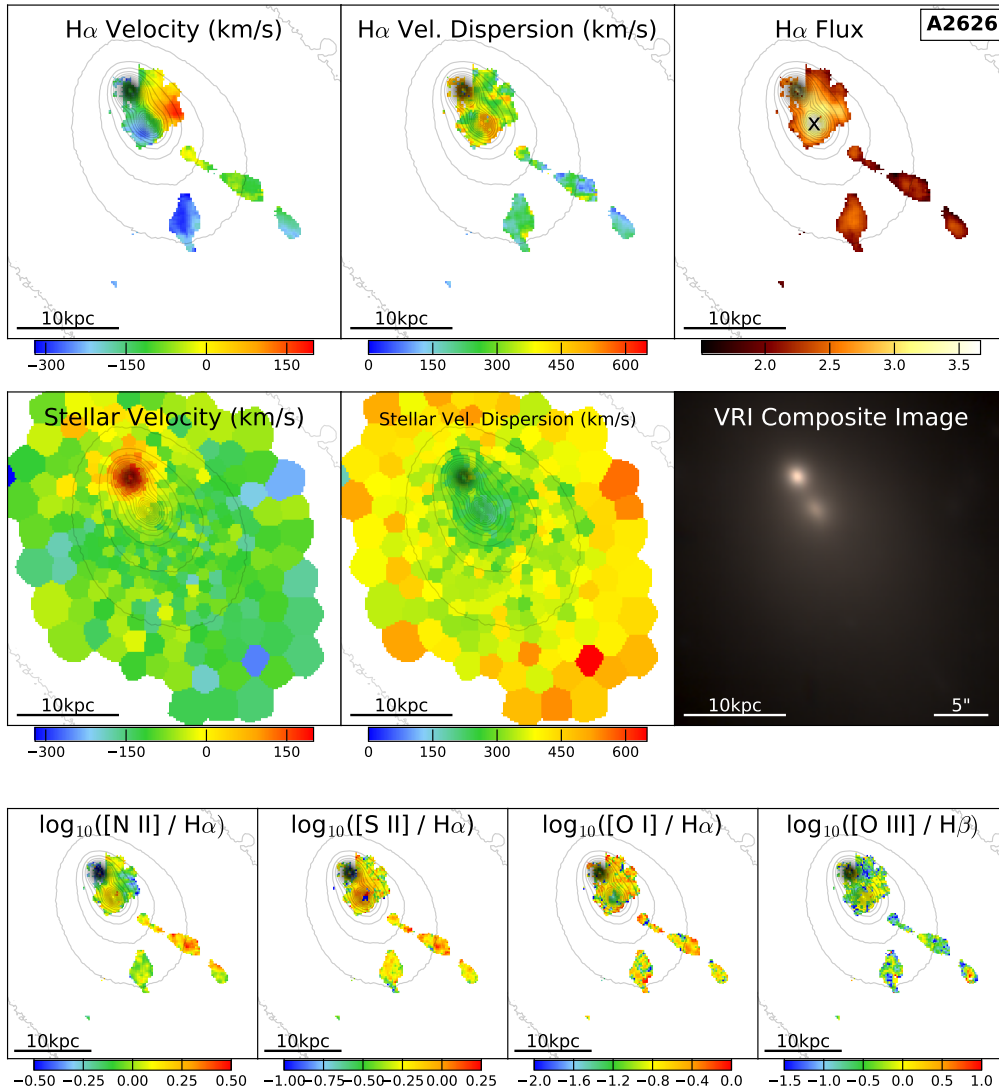 Hα Velocity (km/s)
Hα Vel. Dispersion (km/s)
Hα Flux
A2626
x
10kpc
10kpc
10kpc
−300 −150 0 150
0 150 300 450 600
2.0 2.5 3.0 3.5
Stellar Velocity (km/s)
Stellar Vel. Dispersion (km/s)
VRI Composite Image
10kpc
10kpc
10kpc
5"
−300 −150 0 150
0 150 300 450 600
log₁₀([N II] / Hα)
log₁₀([S II] / Hα)
log₁₀([O I] / Hα)
log₁₀([O III] / Hβ)
10kpc
10kpc
10kpc
10kpc
−0.50 −0.25 0.00 0.25 0.50
−1.00 −0.75 −0.50 −0.25 0.00 0.25
−2.0 −1.6 −1.2 −0.8 −0.4 0.0
−1.5 −1.0 −0.5 0.0 0.5 1.0